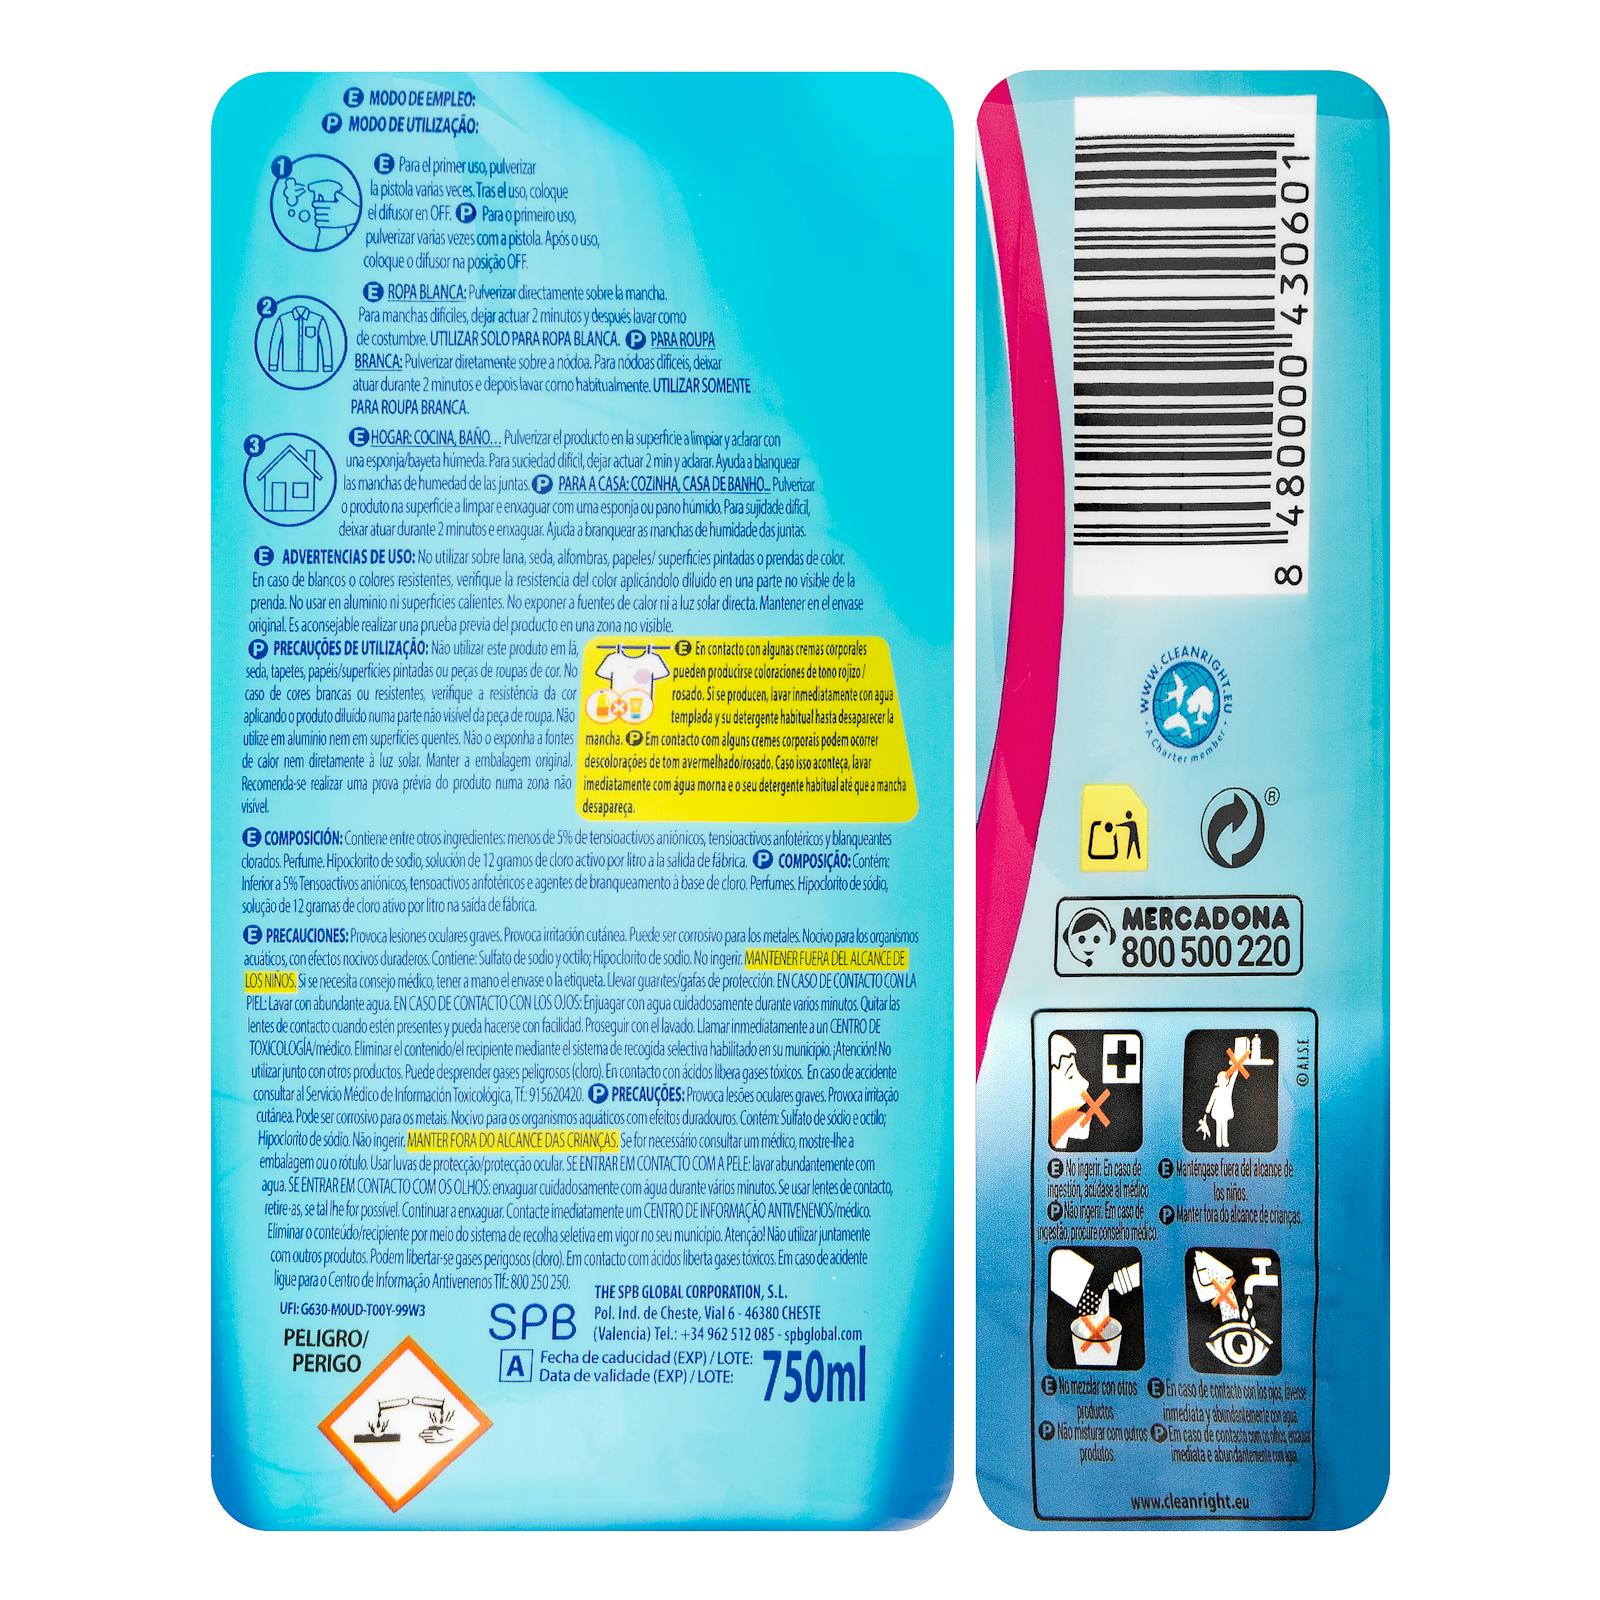 E MODO DE EMPLEO:
P MODO DE UTILIZAÇÃO:
1
E Para el primer uso, pulverizar
la pistola varias veces. Tras el uso, coloque
el difusor en OFF. P Para o primeiro uso,
pulverizar varias vezes com a pistola. Após o uso,
coloque o difusor na posição OFF.
2
E ROPA BLANCA: Pulverizar directamente sobre la mancha.
Para manchas difíciles, dejar actuar 2 minutos y después lavar como
de costumbre. UTILIZAR SOLO PARA ROPA BLANCA. P PARA ROUPA
BRANCA: Pulverizar diretamente sobre a nódoa. Para nódoas difíceis, deixar
atuar durante 2 minutos e depois lavar como habitualmente. UTILIZAR SOMENTE
PARA ROUPA BRANCA.
3
E HOGAR: COCINA, BAÑO... Pulverizar el producto en la superficie a limpiar y aclarar con
una esponja/bayeta húmeda. Para suciedad difícil, dejar actuar 2 min y aclarar. Ayuda a blanquear
las manchas de humedad de las juntas. P PARA A CASA: COZINHA, CASA DE BANHO... Pulverizar
o produto na superfície a limpar e enxaguar com uma esponja ou pano húmido. Para sujidade difícil,
deixar atuar durante 2 minutos e enxaguar. Ajuda a branquear as manchas de humidade das juntas.
E ADVERTENCIAS DE USO: No utilizar sobre lana, seda, alfombras, papeles/ superficies pintadas o prendas de color.
En caso de blancos o colores resistentes, verifique la resistencia del color aplicándolo diluido en una parte no visible de la
prenda. No usar en aluminio ni superficies calientes. No exponer a fuentes de calor ni a luz solar directa. Mantener en el envase
original. Es aconsejable realizar una prueba previa del producto en una zona no visible.
P PRECAUÇÕES DE UTILIZAÇÃO: Não utilizar este produto em lã,
seda, tapetes, papéis/superfícies pintadas ou peças de roupas de cor. No
caso de cores brancas ou resistentes, verifique a resistência da cor
aplicando o produto diluído numa parte não visível da peça de roupa. Não
utilize em alumínio nem em superfícies quentes. Não o exponha a fontes
de calor nem diretamente à luz solar. Manter a embalagem original.
Recomenda-se realizar uma prova prévia do produto numa zona não
visível.
E En contacto con algunas cremas corporales
pueden producirse coloraciones de tono rojizo /
rosado. Si se producen, lavar inmediatamente con agua
templada y su detergente habitual hasta desaparecer la
mancha. P Em contacto com alguns cremes corporais podem ocorrer
descolorações de tom avermelhado/rosado. Caso isso aconteça, lavar
imediatamente com água morna e o seu detergente habitual até que a mancha
desapareça.
E COMPOSICIÓN: Contiene entre otros ingredientes: menos de 5% de tensioactivos aniónicos, tensioactivos anfotéricos y blanqueantes
clorados. Perfume. Hipoclorito de sodio, solución de 12 gramos de cloro activo por litro a la salida de fábrica. P COMPOSIÇÃO: Contém:
Inferior a 5% Tensoactivos aniónicos, tensoactivos anfotéricos e agentes de branqueamento à base de cloro. Perfumes. Hipoclorito de sódio,
solução de 12 gramas de cloro ativo por litro na saída de fábrica.
E PRECAUCIONES: Provoca lesiones oculares graves. Provoca irritación cutánea. Puede ser corrosivo para los metales. Nocivo para los organismos
acuáticos, con efectos nocivos duraderos. Contiene: Sulfato de sodio y octilo; Hipoclorito de sodio. No ingerir. MANTENER FUERA DEL ALCANCE DE
LOS NIÑOS. Si se necesita consejo médico, tener a mano el envase o la etiqueta. Llevar guantes/gafas de protección. EN CASO DE CONTACTO CON LA
PIEL: Lavar con abundante agua. EN CASO DE CONTACTO CON LOS OJOS: Enjuagar con agua cuidadosamente durante varios minutos. Quitar las
lentes de contacto cuando estén presentes y pueda hacerse con facilidad. Proseguir con el lavado. Llamar inmediatamente a un CENTRO DE
TOXICOLOGÍA/médico. Eliminar el contenido/el recipiente mediante el sistema de recogida selectiva habilitado en su municipio. ¡Atención! No
utilizar junto con otros productos. Puede desprender gases peligrosos (cloro). En contacto con ácidos libera gases tóxicos. En caso de accidente
consultar al Servicio Médico de Información Toxicológica, Tf: 915620420. P PRECAUÇÕES: Provoca lesões oculares graves. Provoca irritação
cutânea. Pode ser corrosivo para os metais. Nocivo para os organismos aquáticos com efeitos duradouros. Contém: Sulfato de sódio e octilo;
Hipoclorito de sódio. Não ingerir. MANTER FORA DO ALCANCE DAS CRIANÇAS. Se for necessário consultar um médico, mostre-lhe a
embalagem ou o rótulo. Usar luvas de protecção/protecção ocular. SE ENTRAR EM CONTACTO COM A PELE: lavar abundantemente com
agua. SE ENTRAR EM CONTACTO COM OS OLHOS: enxaguar cuidadosamente com água durante vários minutos. Se usar lentes de contacto,
retire-as, se tal lhe for possível. Continuar a enxaguar. Contacte imediatamente um CENTRO DE INFORMAÇÃO ANTIVENENOS/médico.
Eliminar o conteúdo/recipiente por meio do sistema de recolha seletiva em vigor no seu município. Atenção! Não utilizar juntamente
com outros produtos. Podem libertar-se gases perigosos (cloro). Em contacto com ácidos liberta gases tóxicos. Em caso de acidente
ligue para o Centro de Informação Antivenenos Tlf.: 800 250 250.
UFI: G630-M0UD-T00Y-99W3
PELIGRO/
PERIGO
SPB
THE SPB GLOBAL CORPORATION, S.L.
Pol. Ind. de Cheste, Vial 6 - 46380 CHESTE
(Valencia) Tel.: +34 962 512 085 - spbglobal.com
A
Fecha de caducidad (EXP) / LOTE:
Data de validade (EXP) / LOTE:
750ml
8 480000 430601
WWW.CLEANRIGHT.EU
A Charter member
®
MERCADONA
800 500 220
© A.I.S.E.
E No ingerir. En caso de
ingestión, acúdase al médico
P Não ingerir. Em caso de
ingestão, procure conselho médico.
E Manténgase fuera del alcance de
los niños.
P Manter fora do alcance de crianças.
E No mezclar con otros
productos
P Não misturar com outros
produtos.
E En caso de contacto con los ojos, lávense
inmediata y abundantemente con agua.
P Em caso de contacto com os olhos, enxague
imediata e abundantemente com água.
www.cleanright.eu